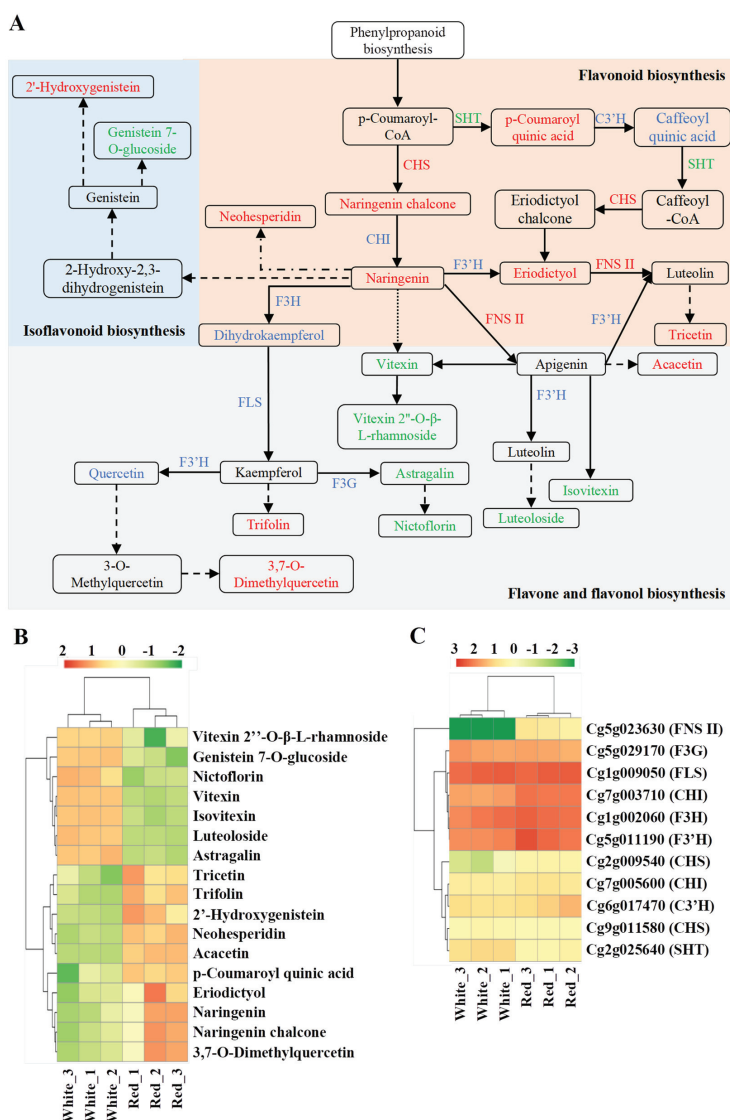 A
Phenylpropanoid
biosynthesis
Flavonoid biosynthesis
2'-Hydroxygenistein
Genistein 7-
O-glucoside
Genistein
2-Hydroxy-2,3-
dihydrogenistein
Isoflavonoid biosynthesis
p-Coumaroyl-
CoA
SHT
p-Coumaroyl
quinic acid
C3'H
Caffeoyl
quinic acid
CHS
SHT
Naringenin chalcone
Eriodictyol
chalcone
CHS
Caffeoyl
-CoA
Neohesperidin
CHI
Naringenin
F3'H
Eriodictyol
FNS II
Luteolin
F3H
FNS II
F3'H
Dihydrokaempferol
Tricetin
Vitexin
Apigenin
Acacetin
FLS
Vitexin 2''-O-β-
L-rhamnoside
F3'H
Luteolin
Quercetin
F3'H
Kaempferol
F3G
Astragalin
Isovitexin
Trifolin
Nictoflorin
Luteoloside
3-O-
Methylquercetin
3,7-O-
Dimethylquercetin
Flavone and flavonol biosynthesis
B
2 1 0 -1 -2
Vitexin 2''-O-β-L-rhamnoside
Genistein 7-O-glucoside
Nictoflorin
Vitexin
Isovitexin
Luteoloside
Astragalin
Tricetin
Trifolin
2'-Hydroxygenistein
Neohesperidin
Acacetin
p-Coumaroyl quinic acid
Eriodictyol
Naringenin
Naringenin chalcone
3,7-O-Dimethylquercetin
White_3
White_1
White_2
Red_1
Red_2
Red_3
C
3 2 1 0 -1 -2 -3
Cg5g023630 (FNS II)
Cg5g029170 (F3G)
Cg1g009050 (FLS)
Cg7g003710 (CHI)
Cg1g002060 (F3H)
Cg5g011190 (F3'H)
Cg2g009540 (CHS)
Cg7g005600 (CHI)
Cg6g017470 (C3'H)
Cg9g011580 (CHS)
Cg2g025640 (SHT)
White_3
White_2
White_1
Red_3
Red_1
Red_2